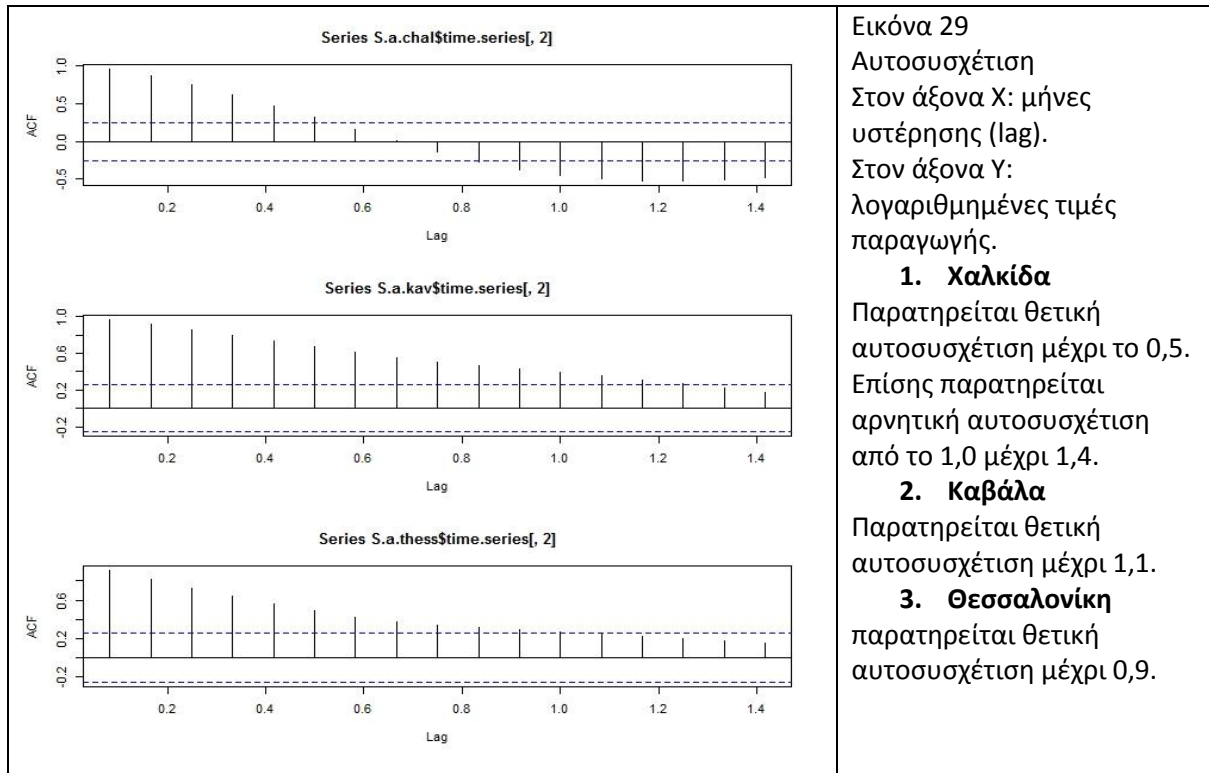 Series S.a.chal$time.series[, 2]
ACF
1.0
0.5
0.0
-0.5
0.2 0.4 0.6 0.8 1.0 1.2 1.4
Lag
Series S.a.kav$time.series[, 2]
ACF
1.0
0.6
0.2
-0.2
0.2 0.4 0.6 0.8 1.0 1.2 1.4
Lag
Series S.a.thess$time.series[, 2]
ACF
0.6
0.2
-0.2
0.2 0.4 0.6 0.8 1.0 1.2 1.4
Lag
Εικόνα 29
Αυτοσυσχέτιση
Στον άξονα Χ: μήνες
υστέρησης (lag).
Στον άξονα Υ:
λογαριθμημένες τιμές
παραγωγής.
1. Χαλκίδα
Παρατηρείται θετική
αυτοσυσχέτιση μέχρι το 0,5.
Επίσης παρατηρείται
αρνητική αυτοσυσχέτιση
από το 1,0 μέχρι 1,4.
2. Καβάλα
Παρατηρείται θετική
αυτοσυσχέτιση μέχρι 1,1.
3. Θεσσαλονίκη
παρατηρείται θετική
αυτοσυσχέτιση μέχρι 0,9.